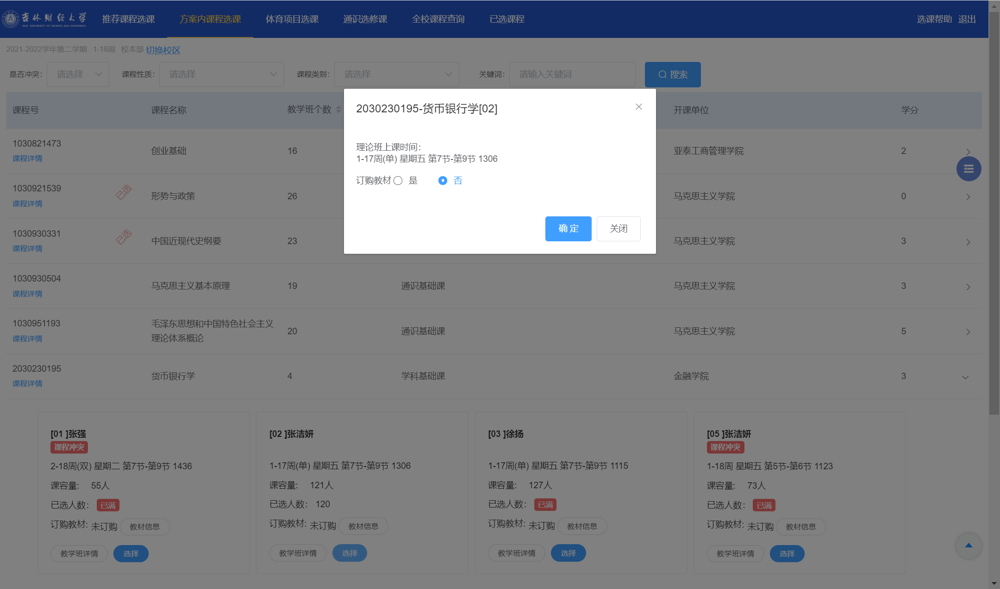 吉林财经大学
JILIN UNIVERSITY OF FINANCE AND ECONOMICS
推荐课程选课 方案内课程选课 体育项目选课 通识选修课 全校课程查询 已选课程 选课帮助 退出
2021-2022学年第二学期 1-18周 校本部 切换校区
是否冲突: 请选择 课程性质: 请选择 课程类别: 请选择 关键词: 请输入关键词 搜索
课程号 课程名称 教学班个数 开课单位 学分
2030230195-货币银行学[02]
理论班上课时间:
1-17周(单) 星期五 第7节-第9节 1306
订购教材 是 否
确定 关闭
1030821473
课程详情
创业基础 16 亚泰工商管理学院 2
1030921539
课程详情
已选
形势与政策 26 马克思主义学院 0
1030930331
课程详情
已选
中国近现代史纲要 23 马克思主义学院 3
1030930504
课程详情
马克思主义基本原理 19 通识基础课 马克思主义学院 3
1030951193
课程详情
毛泽东思想和中国特色社会主义
理论体系概论
20 通识基础课 马克思主义学院 5
2030230195
课程详情
货币银行学 4 学科基础课 金融学院 3
[01 ]张强
课程冲突
2-18周(双) 星期二 第7节-第9节 1436
课容量: 55人
已选人数: 已满
订购教材: 未订购 教材信息
教学班详情 选择
[02 ]张洁妍
1-17周(单) 星期五 第7节-第9节 1306
课容量: 121人
已选人数: 120
订购教材: 未订购 教材信息
教学班详情 选择
[03 ]徐扬
1-17周(单) 星期五 第7节-第9节 1115
课容量: 127人
已选人数: 已满
订购教材: 未订购 教材信息
教学班详情 选择
[05 ]张洁妍
课程冲突
1-18周 星期五 第5节-第6节 1123
课容量: 73人
已选人数: 已满
订购教材: 未订购 教材信息
教学班详情 选择